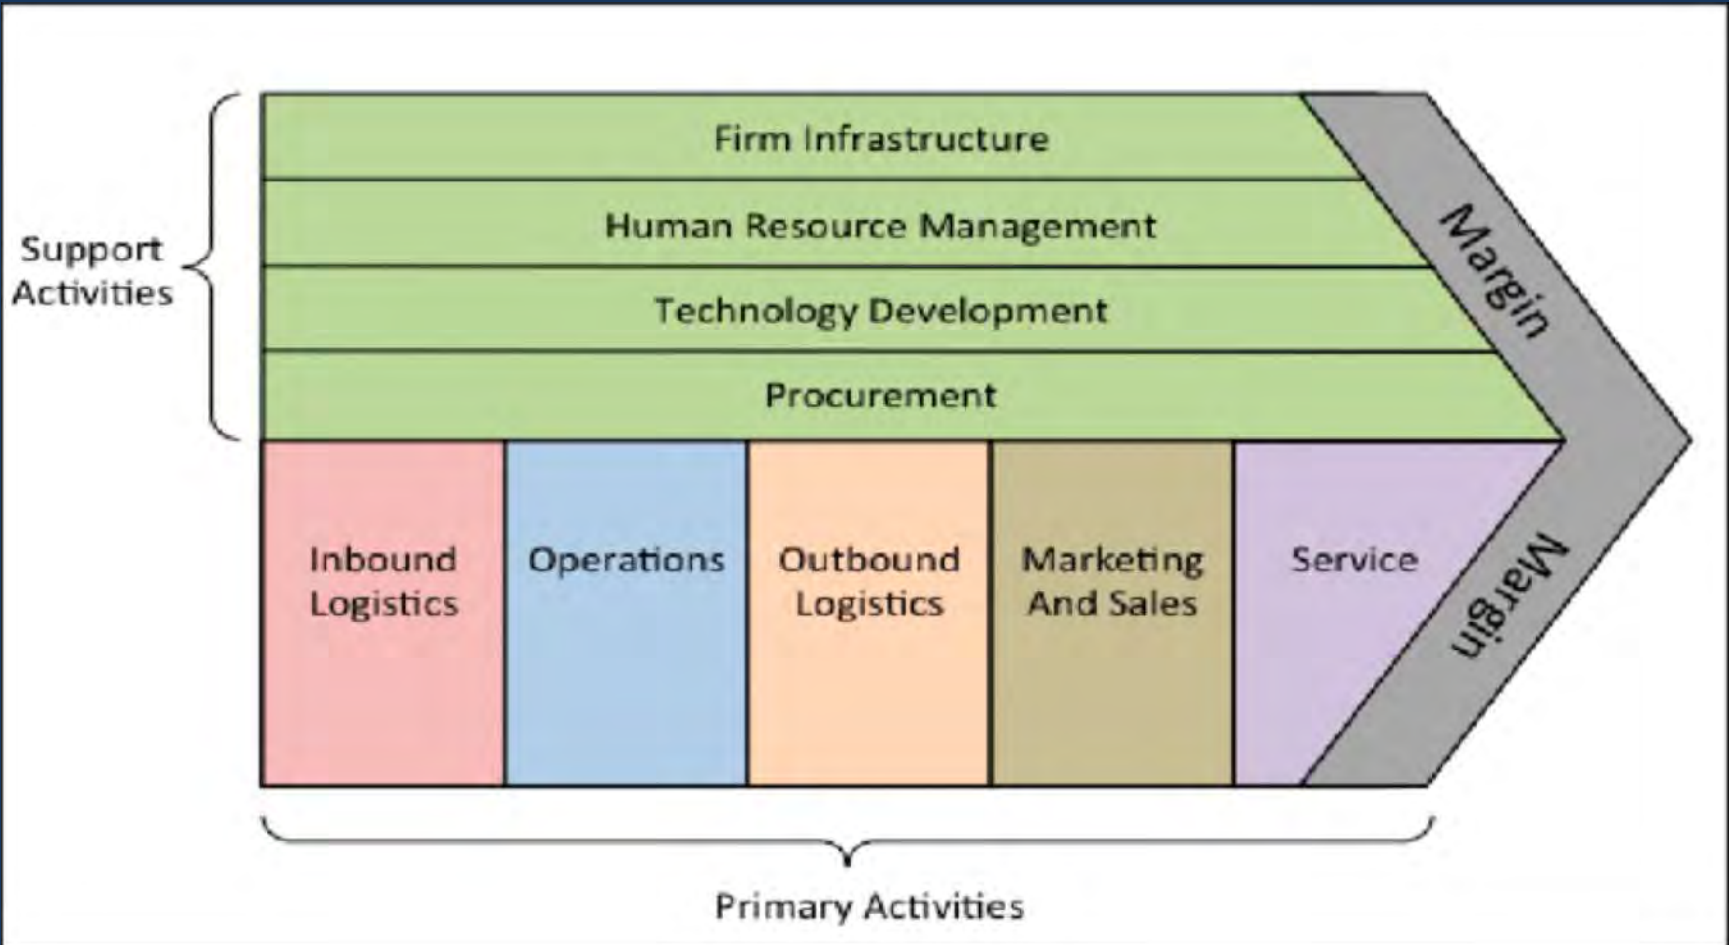 Firm Infrastructure
Human Resource Management
Technology Development
Procurement
Support
Activities
Margin
Inbound
Logistics
Operations
Outbound
Logistics
Marketing
And Sales
Service
Margin
Primary Activities